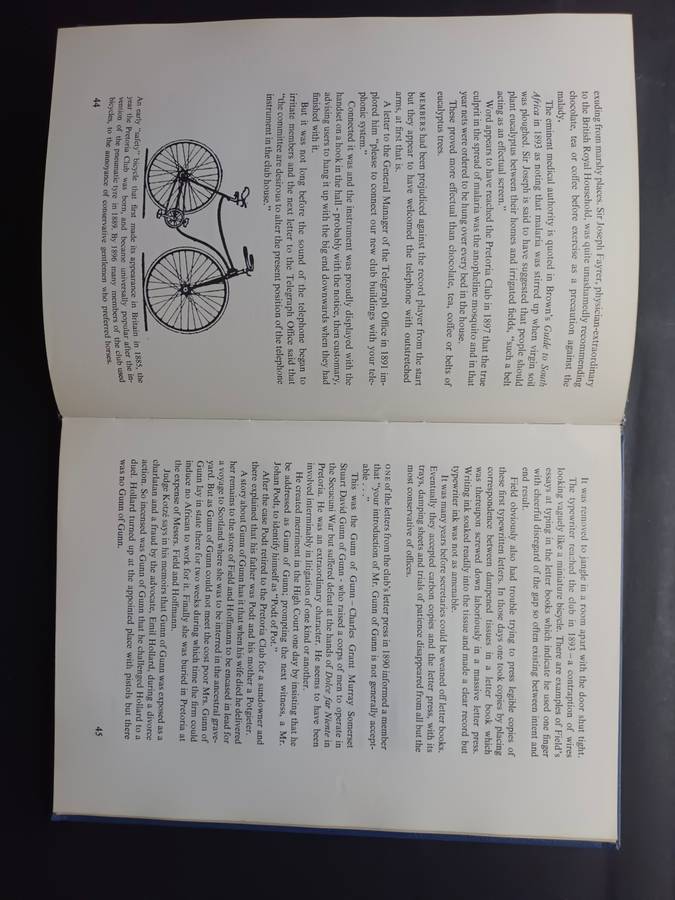 exuding from marshy places. Sir Joseph Fayrer, physician-extraordinary
to the British Royal Household, was quite unashamedly recommending
chocolate, tea or coffee before exercise as a precaution against the
malady.
The eminent medical authority is quoted in Brown's Guide to South
Africa in 1893 as noting that malaria was stirred up when virgin soil
was ploughed. Sir Joseph is said to have suggested that people should
plant eucalyptus between their homes and irrigated fields, "such a belt
acting as an effectual screen."
Word appears to have reached the Pretoria Club in 1897 that the true
culprit in the spread of malaria was the anopheline mosquito and in that
year nets were ordered to be hung over every bed in the house.
These proved more effectual than chocolate, tea, coffee or belts of
eucalyptus trees.
MEMBERS had been prejudiced against the record player from the start
but they appear to have welcomed the telephone with outstretched
arms, at first that is.
A letter to the General Manager of the Telegraph Office in 1891 im-
plored him "please to connect our new club buildings with your tele-
phonic system."
Connected it was and the instrument was proudly displayed with the
handset on a hook in the hall - probably with the notice, then customary,
advising users to hang it up with the big end downwards when they had
finished with it.
But it was not long before the sound of the telephone began to
irritate members and the next letter to the Telegraph Office said that
"the committee are desirous to alter the present position of the telephone
instrument in the club house."
An early "safety" bicycle that first made its appearance in Britain in 1885, the
year the Pretoria Club was born, and became universally popular after the in-
vention of the pneumatic tyre in 1889. By 1896 many members of the club used
bicycles, to the annoyance of conservative gentlemen who preferred horses.
44
It was removed to jangle in a room apart with the door shut tight.
The typewriter reached the club in 1893 – a contraption of wires
looking vaguely like a miniature bicycle. There are examples of Field's
essays at typing in the letter books which indicate he used one finger
with cheerful disregard of the gap so often existing between intent and
end result.
Field obviously also had trouble trying to press legible copies of
these first typewritten letters. In those days one took copies by placing
correspondence between dampened tissues in a letter book which
was thereupon screwed down laboriously in a massive letter press.
Writing ink soaked readily into the tissue and made a clear record but
typewriter ink was not as amenable.
It was many years before secretaries could be weaned off letter books.
Eventually they accepted carbon copies and the letter press, with its
trays, damping sheets and trials of patience disappeared from all but the
most conservative of offices.
ONE of the letters from the club's letter press in 1890 informed a member
that "your introduction of Mr. Gunn of Gunn is not generally accept-
able . . ."
This was the Gunn of Gunn – Charles Grant Murray Somerset
Stuart David Gunn of Gunn - who raised a corps of men to operate in
the Secucuni War but suffered defeat at the hands of Dolce far Niente in
Pretoria. He was an extraordinary character. He seems to have been
involved interminably in litigation of one kind or another.
He created merriment in the High Court one day by insisting that he
be addressed as Gunn of Gunn; prompting the next witness, a Mr.
Johan Podt, to identify himself as "Podt of Pot."
After the case Podt retired to the Pretoria Club for a sundowner and
there explained that his father was Podt and his mother a Potgieter.
A story about Gunn of Gunn has it that when his wife died he delivered
her remains to the store of Field and Hoffmann to be encased in lead for
a voyage to Scotland where she was to be interred in the ancestral grave-
yard. But as Gunn of Gunn could not meet the cost poor Mrs. Gunn of
Gunn lay in state there for two weeks during which time the firm could
induce no African to work for it. Finally she was buried in Pretoria at
the expense of Messrs. Field and Hoffmann.
Judge Kotzé says in his memoirs that Gunn of Gunn was exposed as a
charlatan and a fraud by the advocate, Emil Hollard, during a divorce
action. So incensed was Gunn of Gunn that he challenged Hollard to a
duel. Hollard turned up at the appointed place with pistols but there
was no Gunn of Gunn.
45